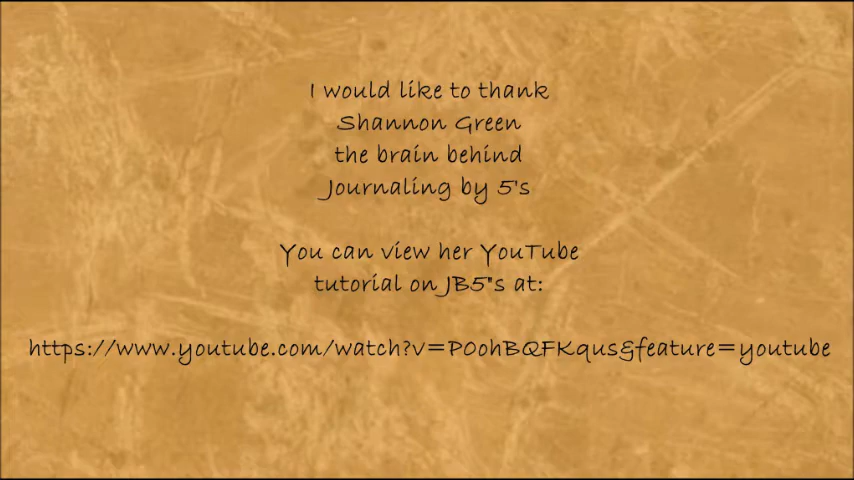 I would like to thank
Shannon Green
the brain behind
Journaling by 5's
You can view her YouTube
tutorial on JB5"s at:
https://www.youtube.com/watch?v=P0ohBQFKqus&feature=youtube